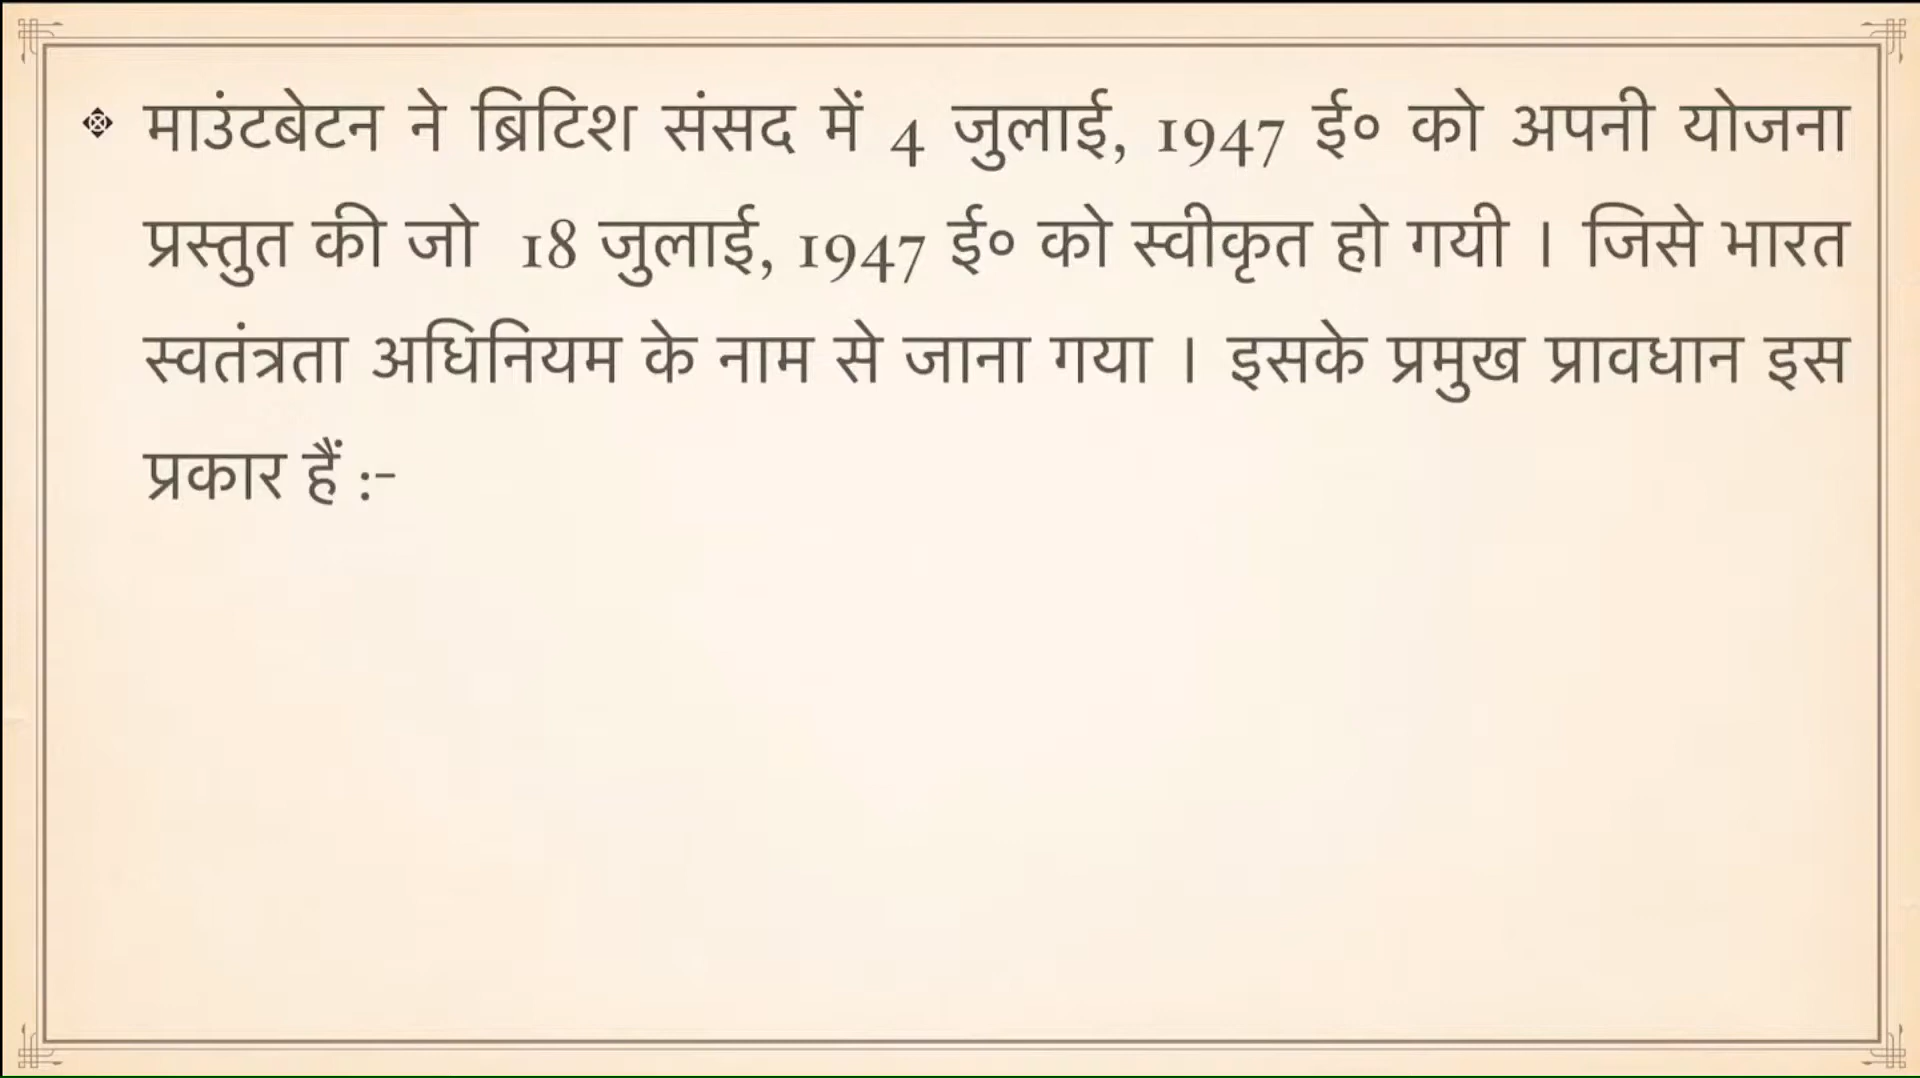 माउंटबेटन ने ब्रिटिश संसद में 4 जुलाई, 1947 ई० को अपनी योजना
प्रस्तुत की जो 18 जुलाई, 1947 ई० को स्वीकृत हो गयी । जिसे भारत
स्वतंत्रता अधिनियम के नाम से जाना गया । इसके प्रमुख प्रावधान इस
प्रकार हैं :-